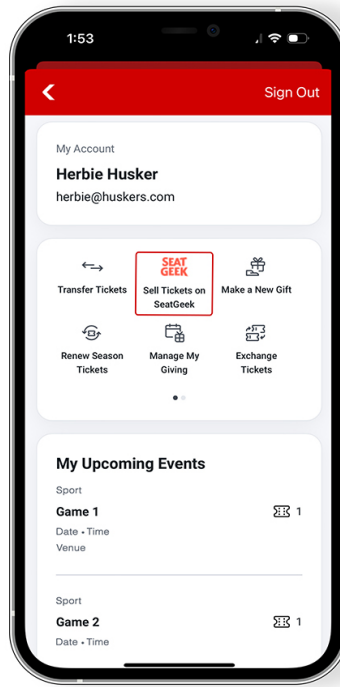 1:53
Sign Out
My Account
Herbie Husker
herbie@huskers.com
SEAT
GEEK
Transfer Tickets
Sell Tickets on
SeatGeek
Make a New Gift
Renew Season
Tickets
Manage My
Giving
Exchange
Tickets
My Upcoming Events
Sport
Game 1
1
Date • Time
Venue
Sport
Game 2
1
Date • Time